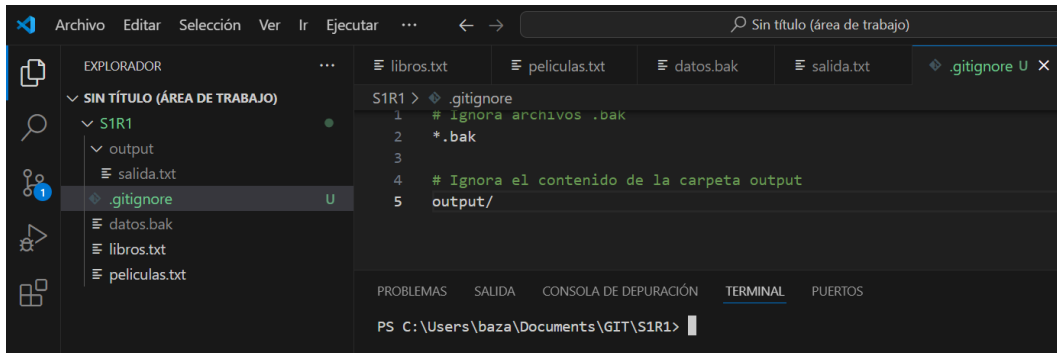 Archivo Editar Selección Ver Ir Ejecutar ··· ← → Sin título (área de trabajo)
EXPLORADOR ···
libros.txt peliculas.txt datos.bak salida.txt .gitignore U ×
SIN TÍTULO (ÁREA DE TRABAJO)
S1R1
output
salida.txt
.gitignore U
datos.bak
libros.txt
peliculas.txt
1
S1R1 > .gitignore
1 # Ignora archivos .bak
2 *.bak
3
4 # Ignora el contenido de la carpeta output
5 output/
PROBLEMAS SALIDA CONSOLA DE DEPURACIÓN TERMINAL PUERTOS
PS C:\Users\baza\Documents\GIT\S1R1>